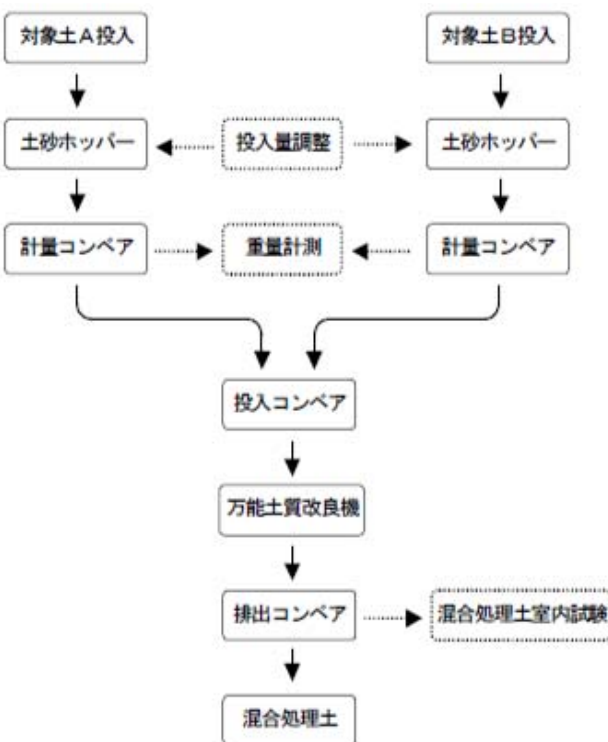 対象土A投入
対象土B投入
土砂ホッパー
投入量調整
土砂ホッパー
計量コンベア
重量計測
計量コンベア
投入コンベア
万能土質改良機
排出コンベア
混合処理土室内試験
混合処理土